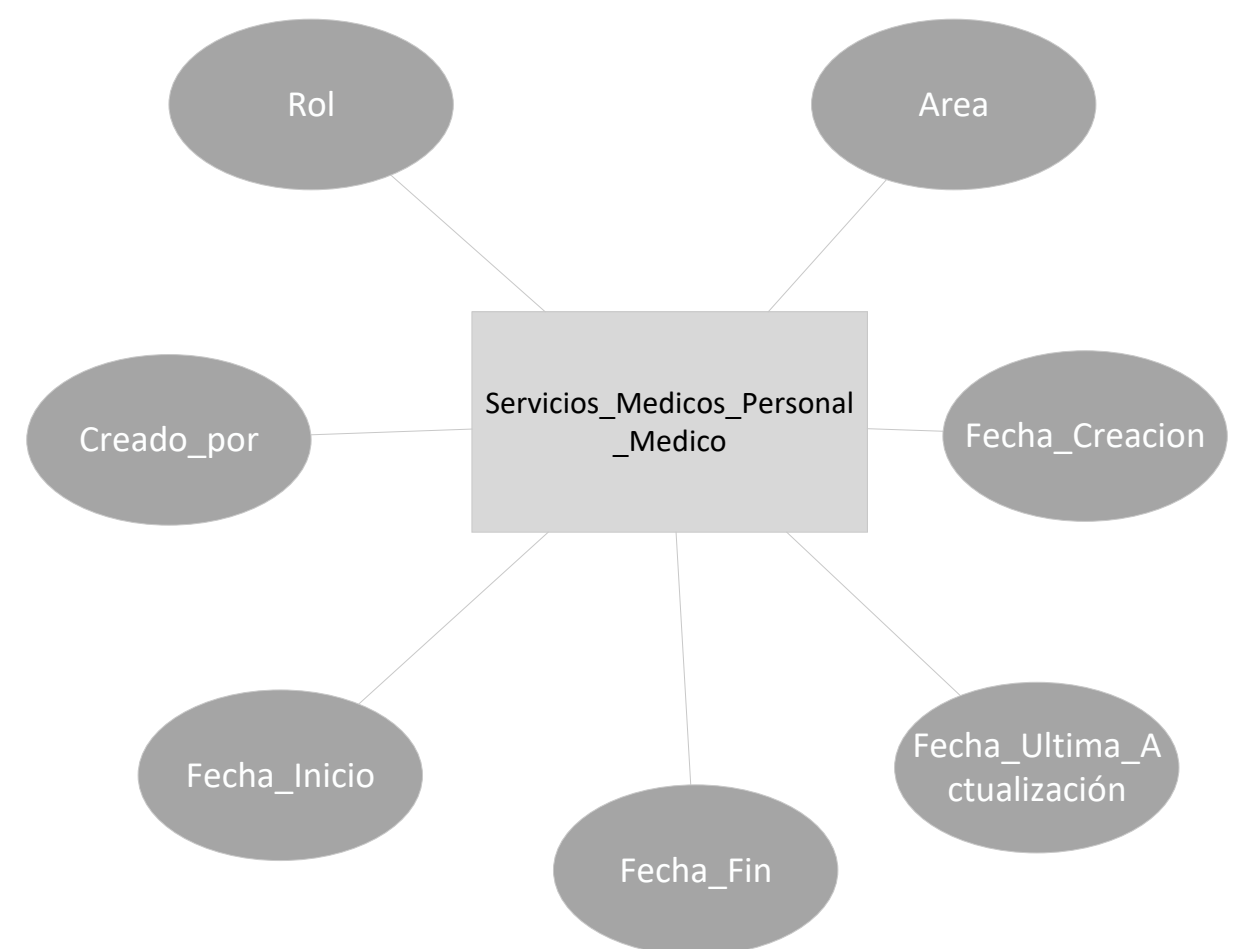 Rol
Area
Servicios_Medicos_Personal
_Medico
Creado_por
Fecha_Creacion
Fecha_Inicio
Fecha_Ultima_A
ctualización
Fecha_Fin